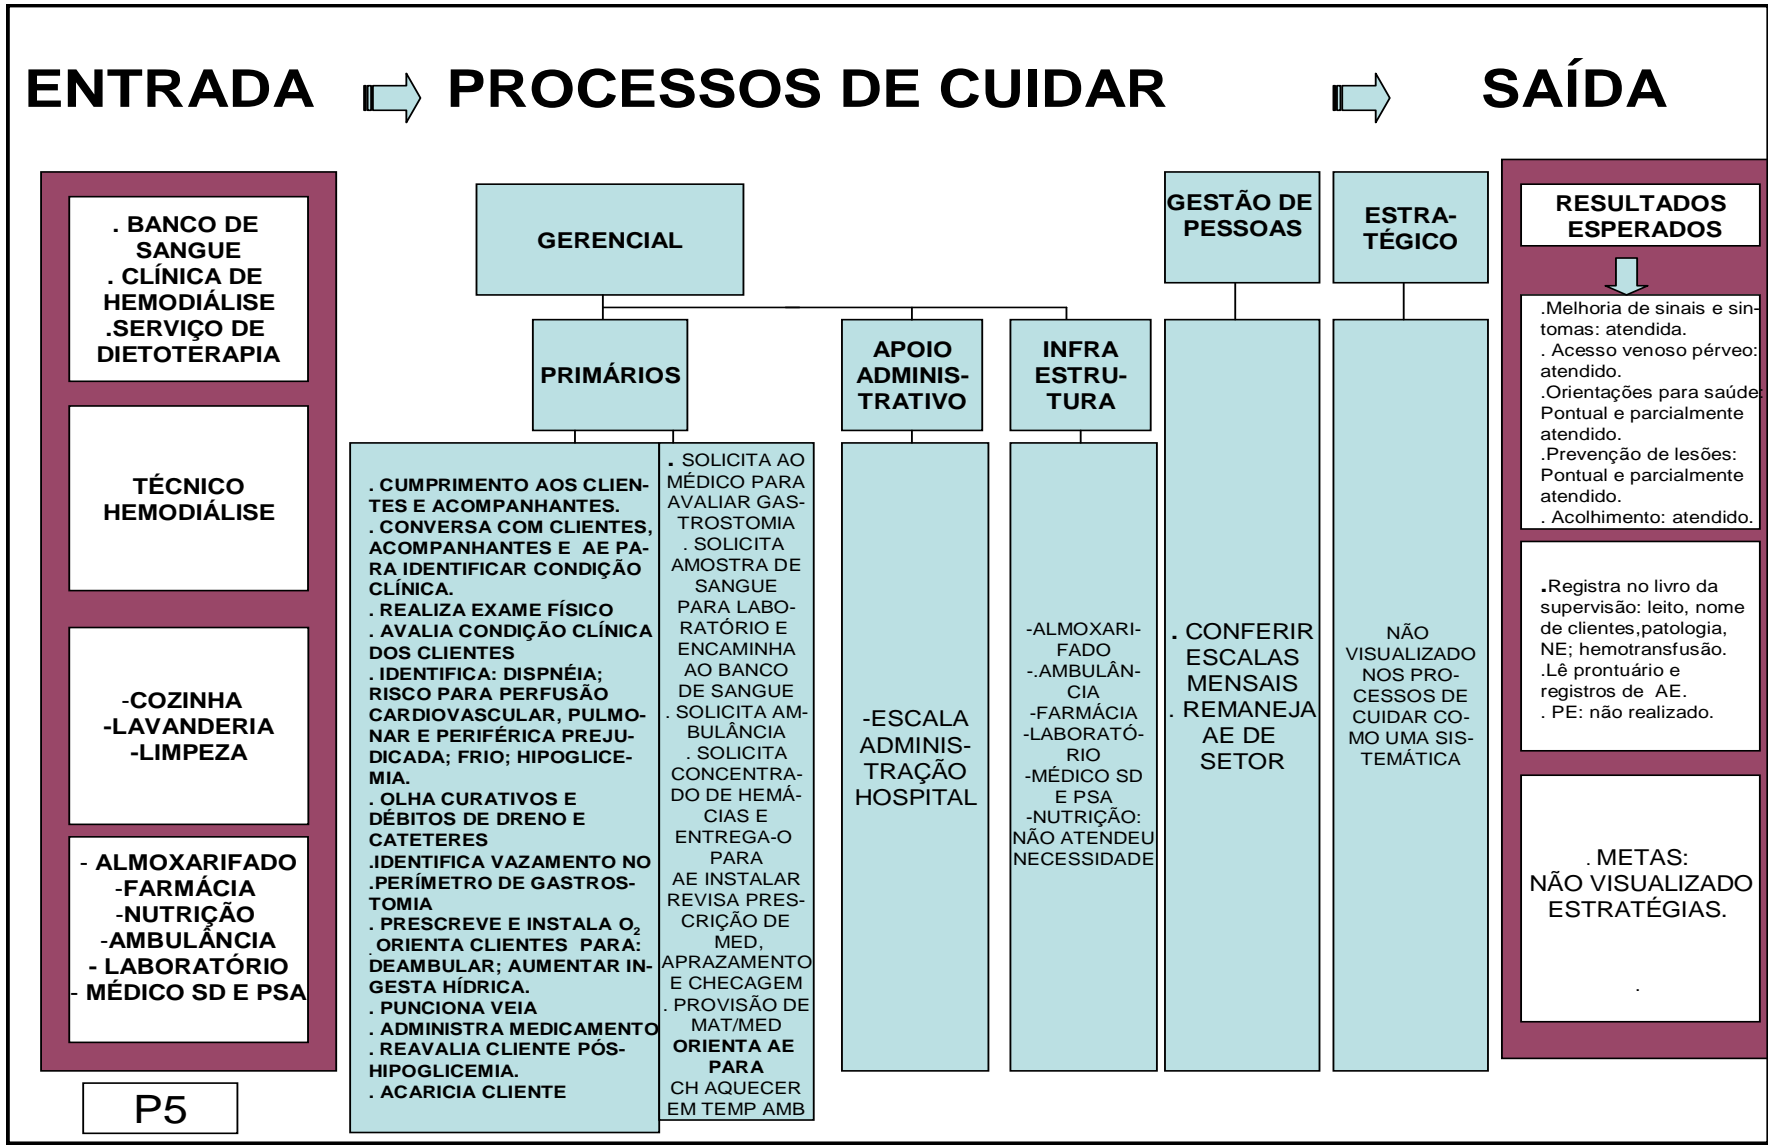 ENTRADA
PROCESSOS DE CUIDAR
SAÍDA
. BANCO DE
SANGUE
. CLÍNICA DE
HEMODIÁLISE
.SERVIÇO DE
DIETOTERAPIA
TÉCNICO
HEMODIÁLISE
-COZINHA
-LAVANDERIA
-LIMPEZA
- ALMOXARIFADO
-FARMÁCIA
-NUTRIÇÃO
-AMBULÂNCIA
- LABORATÓRIO
- MÉDICO SD E PSA
P5
GERENCIAL
PRIMÁRIOS
. CUMPRIMENTO AOS CLIEN-
TES E ACOMPANHANTES.
. CONVERSA COM CLIENTES,
ACOMPANHANTES E AE PA-
RA IDENTIFICAR CONDIÇÃO
CLÍNICA.
. REALIZA EXAME FÍSICO
. AVALIA CONDIÇÃO CLÍNICA
DOS CLIENTES
. IDENTIFICA: DISPNÉIA;
RISCO PARA PERFUSÃO
CARDIOVASCULAR, PULMO-
NAR E PERIFÉRICA PREJU-
DICADA; FRIO; HIPOGLICE-
MIA.
. OLHA CURATIVOS E
DÉBITOS DE DRENO E
CATETERES
.IDENTIFICA VAZAMENTO NO
.PERÍMETRO DE GASTROS-
TOMIA
. PRESCREVE E INSTALA O₂
. ORIENTA CLIENTES PARA:
DEAMBULAR; AUMENTAR IN-
GESTA HÍDRICA.
. PUNCIONA VEIA
. ADMINISTRA MEDICAMENTO
. REAVALIA CLIENTE PÓS-
HIPOGLICEMIA.
. ACARICIA CLIENTE
. SOLICITA AO
MÉDICO PARA
AVALIAR GAS-
TROSTOMIA
. SOLICITA
AMOSTRA DE
SANGUE
PARA LABO-
RATÓRIO E
ENCAMINHA
AO BANCO
DE SANGUE
. SOLICITA AM-
BULÂNCIA
. SOLICITA
CONCENTRA-
DO DE HEMÁ-
CIAS E
ENTREGA-O
PARA
AE INSTALAR
REVISA PRES-
CRIÇÃO DE
MED,
APRAZAMENTO
E CHECAGEM
. PROVISÃO DE
MAT/MED
ORIENTA AE
PARA
CH AQUECER
EM TEMP AMB
APOIO
ADMINIS-
TRATIVO
-ESCALA
ADMINIS-
TRAÇÃO
HOSPITAL
INFRA
ESTRU-
TURA
-ALMOXARI-
FADO
-.AMBULÂN-
CIA
-FARMÁCIA
-LABORATÓ-
RIO
-MÉDICO SD
E PSA
-NUTRIÇÃO:
NÃO ATENDEU
NECESSIDADE
GESTÃO DE
PESSOAS
. CONFERIR
ESCALAS
MENSAIS
. REMANEJA
AE DE
SETOR
ESTRA-
TÉGICO
NÃO
VISUALIZADO
NOS PRO-
CESSOS DE
CUIDAR CO-
MO UMA SIS-
TEMÁTICA
RESULTADOS
ESPERADOS
.Melhoria de sinais e sin-
tomas: atendida.
. Acesso venoso pérveo:
atendido.
.Orientações para saúde:
Pontual e parcialmente
atendido.
.Prevenção de lesões:
Pontual e parcialmente
atendido.
. Acolhimento: atendido.
.Registra no livro da
supervisão: leito, nome
de clientes,patologia,
NE; hemotransfusão.
.Lê prontuário e
registros de AE.
. PE: não realizado.
. METAS:
NÃO VISUALIZADO
ESTRATÉGIAS.
.